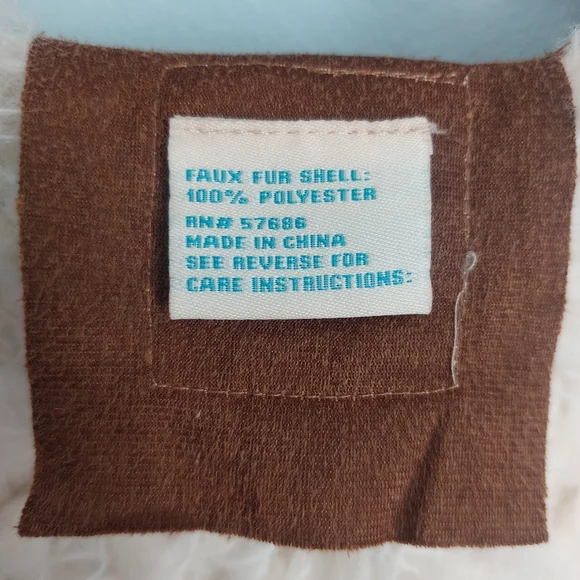 FAUX FUR SHELL:
100% POLYESTER
RN# 57686
MADE IN CHINA
SEE REVERSE FOR
CARE INSTRUCTIONS: